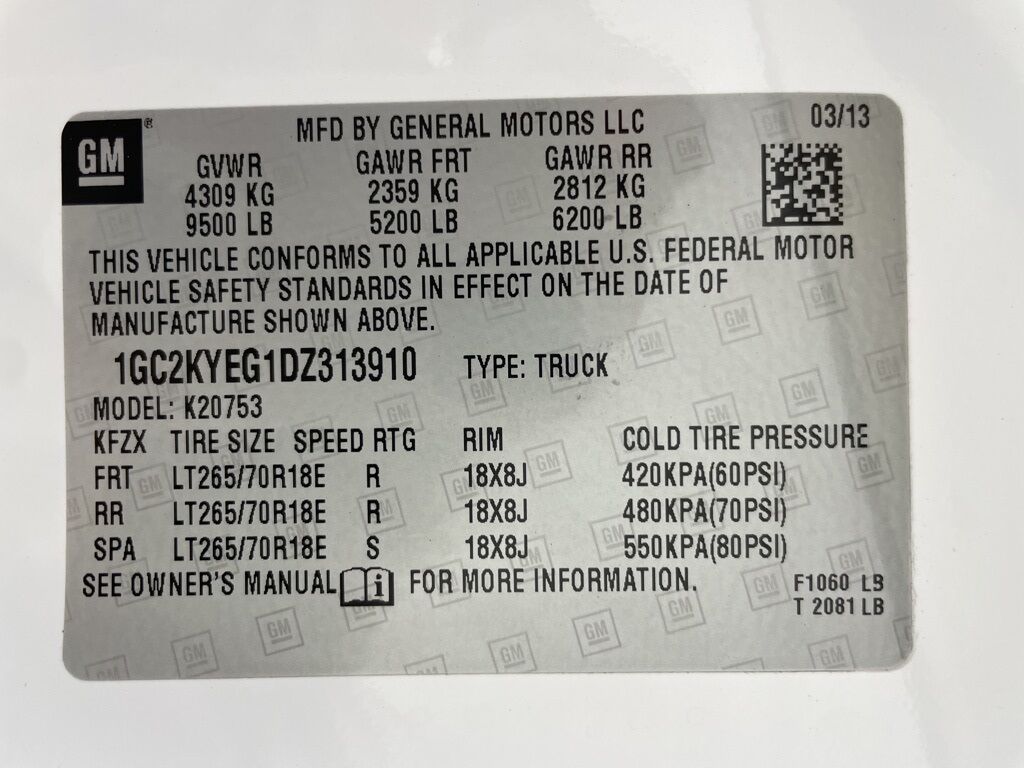 GM ®
MFD BY GENERAL MOTORS LLC 03/13
GVWR GAWR FRT GAWR RR
4309 KG 2359 KG 2812 KG
9500 LB 5200 LB 6200 LB
THIS VEHICLE CONFORMS TO ALL APPLICABLE U.S. FEDERAL MOTOR
VEHICLE SAFETY STANDARDS IN EFFECT ON THE DATE OF
MANUFACTURE SHOWN ABOVE.
1GC2KYEG1DZ313910 TYPE: TRUCK
MODEL: K20753
KFZX TIRE SIZE SPEED RTG RIM COLD TIRE PRESSURE
FRT LT265/70R18E R 18X8J 420KPA(60PSI)
RR LT265/70R18E R 18X8J 480KPA(70PSI)
SPA LT265/70R18E S 18X8J 550KPA(80PSI)
SEE OWNER'S MANUAL i FOR MORE INFORMATION.
F1060 LB
T 2081 LB